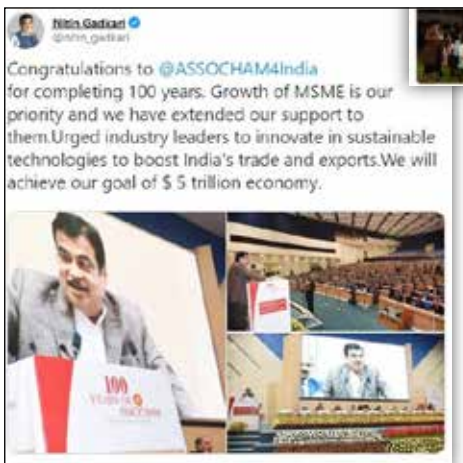 Nitin Gadkari
@nitin_gadkari
Congratulations to @ASSOCHAM4India
for completing 100 years. Growth of MSME is our
priority and we have extended our support to
them.Urged industry leaders to innovate in sustainable
technologies to boost India's trade and exports.We will
achieve our goal of $ 5 trillion economy.
100
YEARS OF